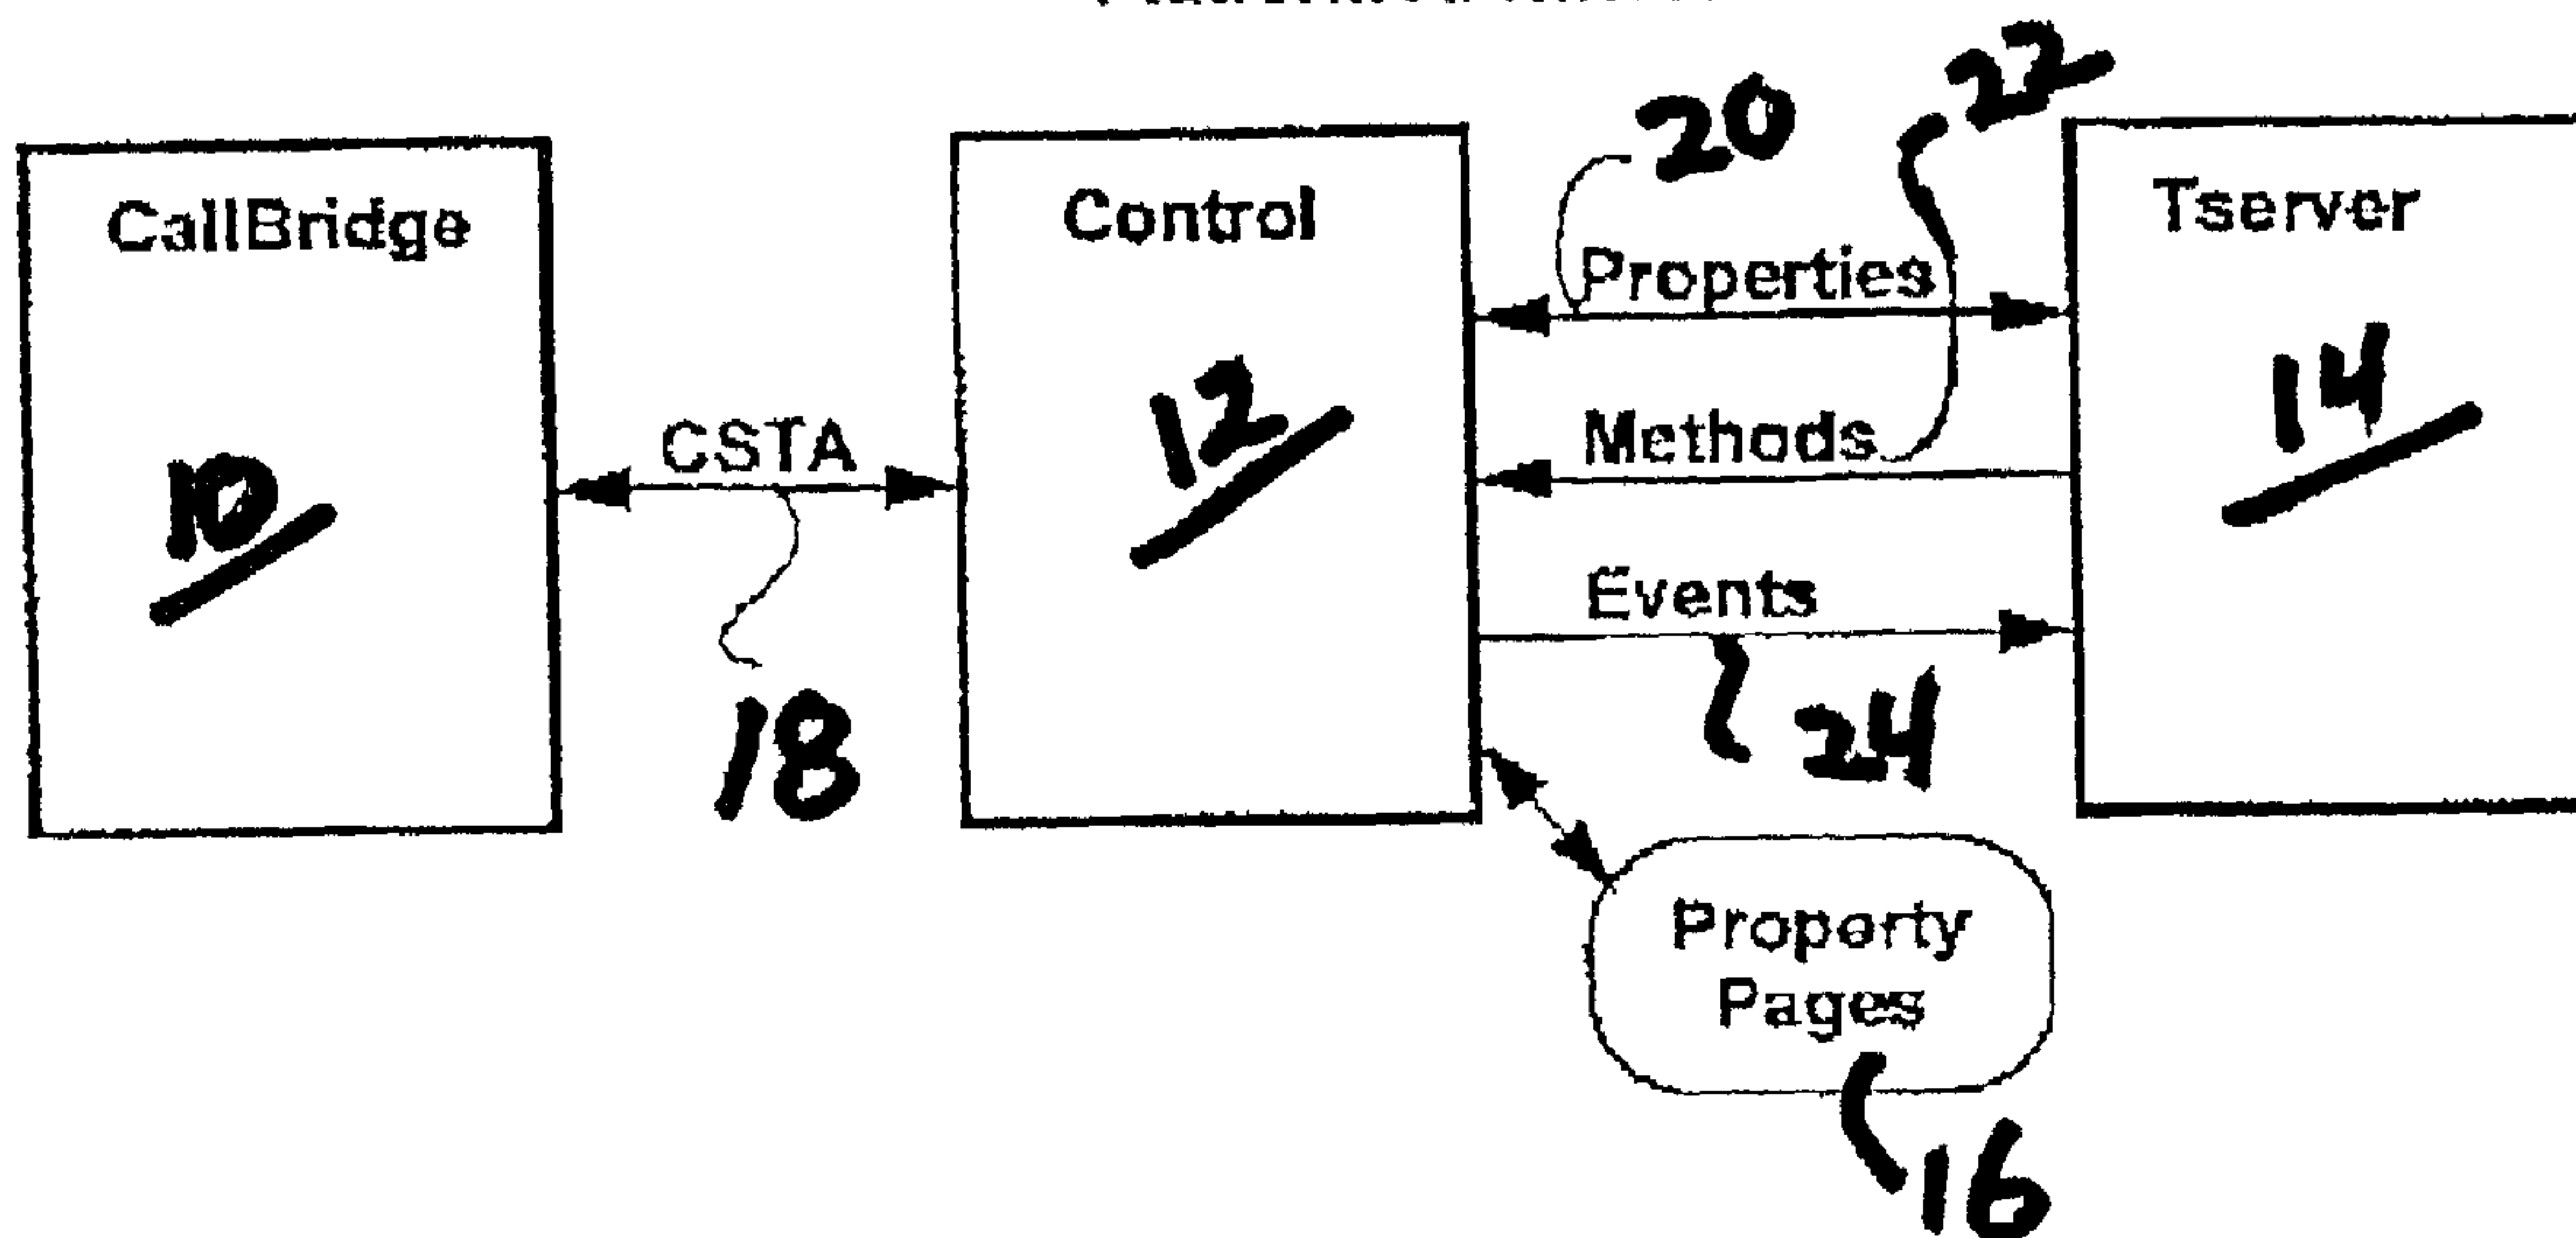 22
20
CallBridge
Control
Tserver
Properties
14
12
CSTA
Methods
10
Events
18
24
Property
Pages
16